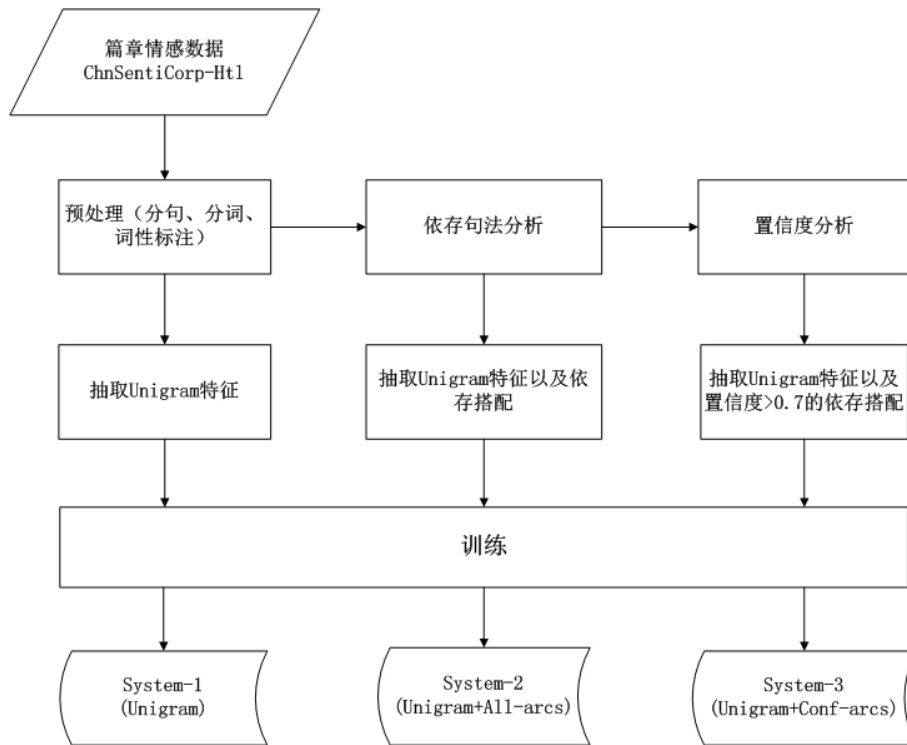 篇章情感数据
ChnSentiCorp-Htl
预处理（分句、分词、
词性标注）
依存句法分析
置信度分析
抽取Unigram特征
抽取Unigram特征以及依
存搭配
抽取Unigram特征以及
置信度>0.7的依存搭配
训练
System-1
(Unigram)
System-2
(Unigram+All-arcs)
System-3
(Unigram+Conf-arcs)